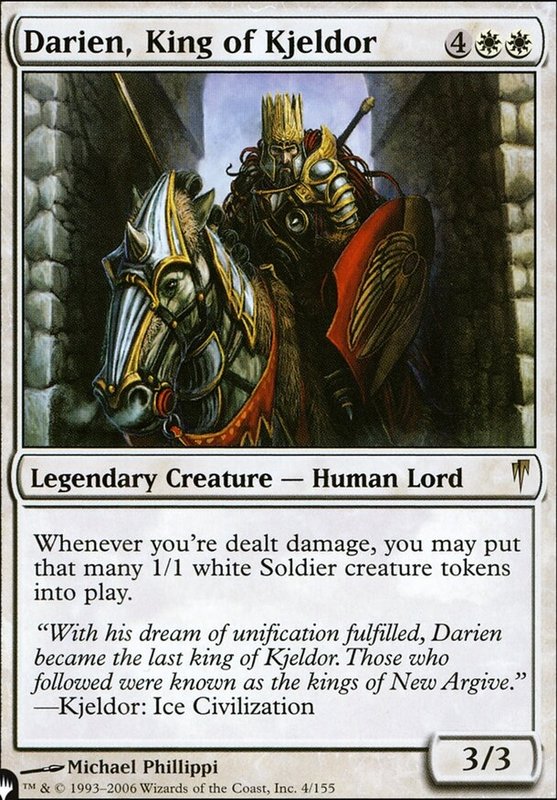 Darien, King of Kjeldor 4
Legendary Creature — Human Lord
Whenever you're dealt damage, you may put
that many 1/1 white Soldier creature tokens
into play.
"With his dream of unification fulfilled, Darien
became the last king of Kjeldor. Those who
followed were known as the kings of New Argive."
—Kjeldor: Ice Civilization
3/3
Michael Phillippi
™ & © 1993–2006 Wizards of the Coast, Inc. 4/155